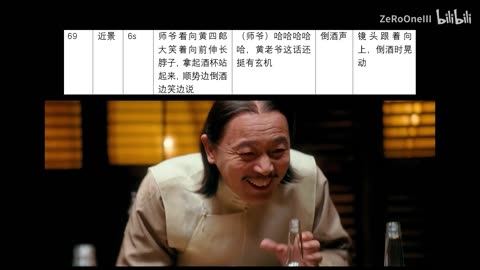 ZeRoOneIII bilibili
69
近景
6s
师爷看向黄四郎
大笑着向前伸长
脖子，拿起酒杯站
起来，顺势边倒酒
边笑边说
（师爷）哈哈哈哈
哈，黄老爷这话还
挺有玄机
倒酒声
镜头跟着向
上，倒酒时晃
动